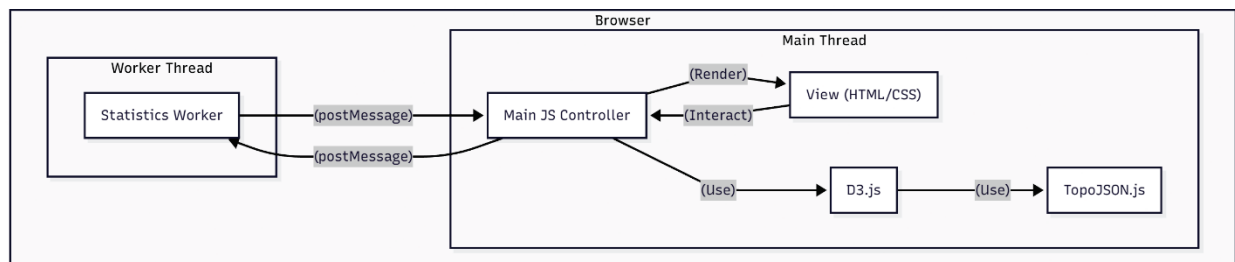 Browser
Main Thread
Worker Thread
(Render)
View (HTML/CSS)
Statistics Worker
(postMessage)
Main JS Controller
(Interact)
(postMessage)
(Use)
D3.js
(Use)
TopoJSON.js